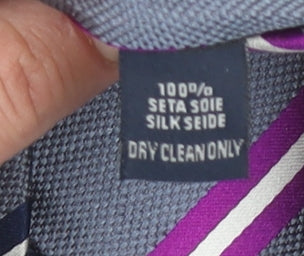 100%
SETA SOIE
SILK SEIDE
DRY CLEAN ONLY